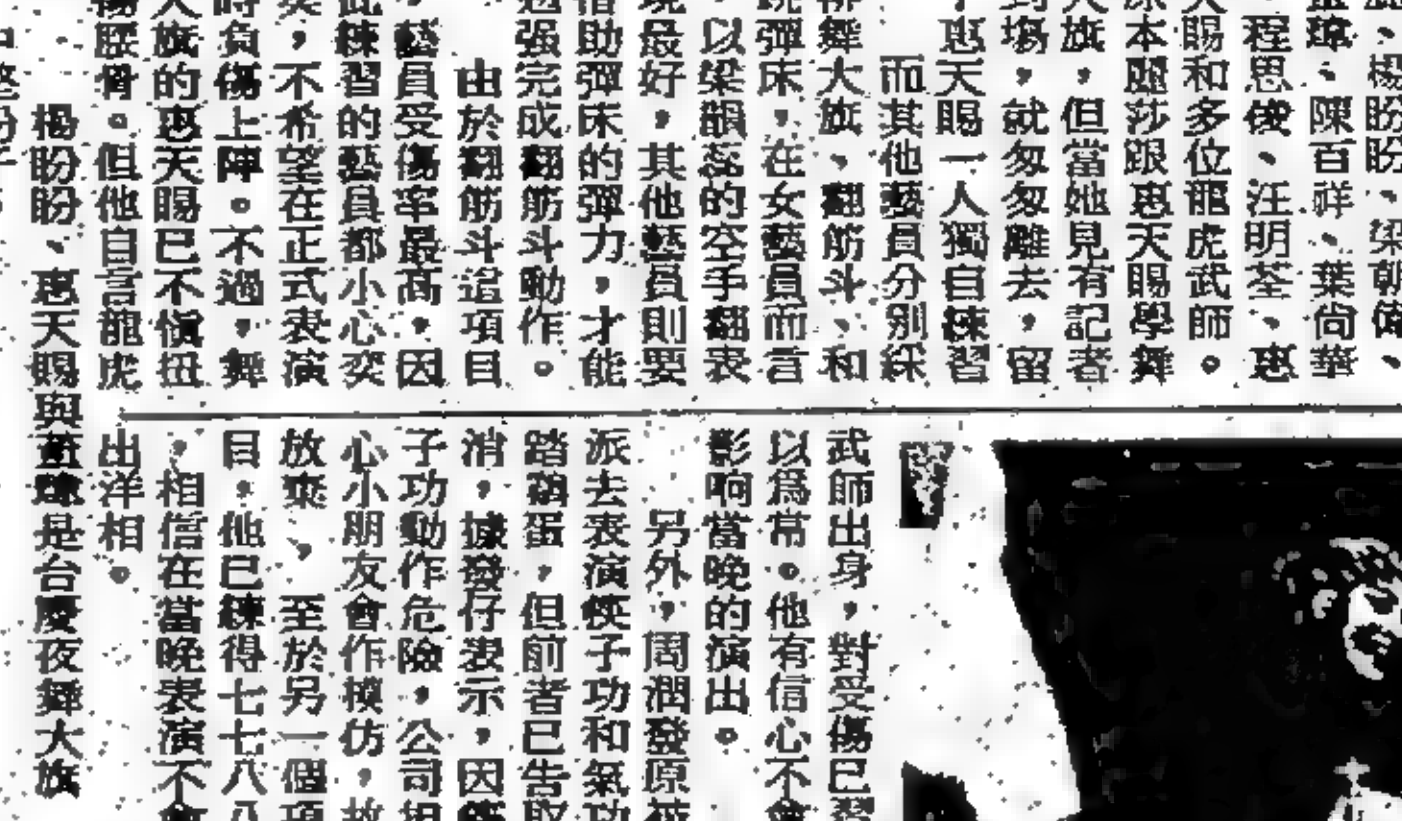 、楊盼盼、梁朝偉、
瑋、陳百祥、葉尚華
、程思俊、汪明荃、惠
天賜和多位龍虎武師。
原本麗莎跟惠天賜學舞
大旗,但當她見有記者
到場,就匆匆離去,留
惠天賜一人獨自練習
而其他藝員分別綵
排舞大旗、翻筋斗、和
跳彈床,在女藝員而言
,以梁韻蕊的空手翻表
現最好,其他藝員則要
借助彈床的彈力,才能
勉强完成翻筋斗動作。
由於翻筋斗這項目
,藝員受傷率最高,因
此練習的藝員都小心奕
奕,不希望在正式表演
時負傷上陣。不過,舞
大旗的惠天賜已不愼扭
傷腰骨。但他自言龍虎
武師出身,對受傷已習
以爲常。他有信心不會
影响當晚的演出。
另外,周潤發原被
派去表演筷子功和氣功
踏鷄蛋,但前者已告取
消,據發仔表示,因筷
子功動作危險,公司担
心小朋友會作模仿,故
放棄、至於另一個項
目,他已練得七七八八
,相信在當晚表演不會
出洋相。
楊盼盼、惠天賜與
是台慶夜舞大旗